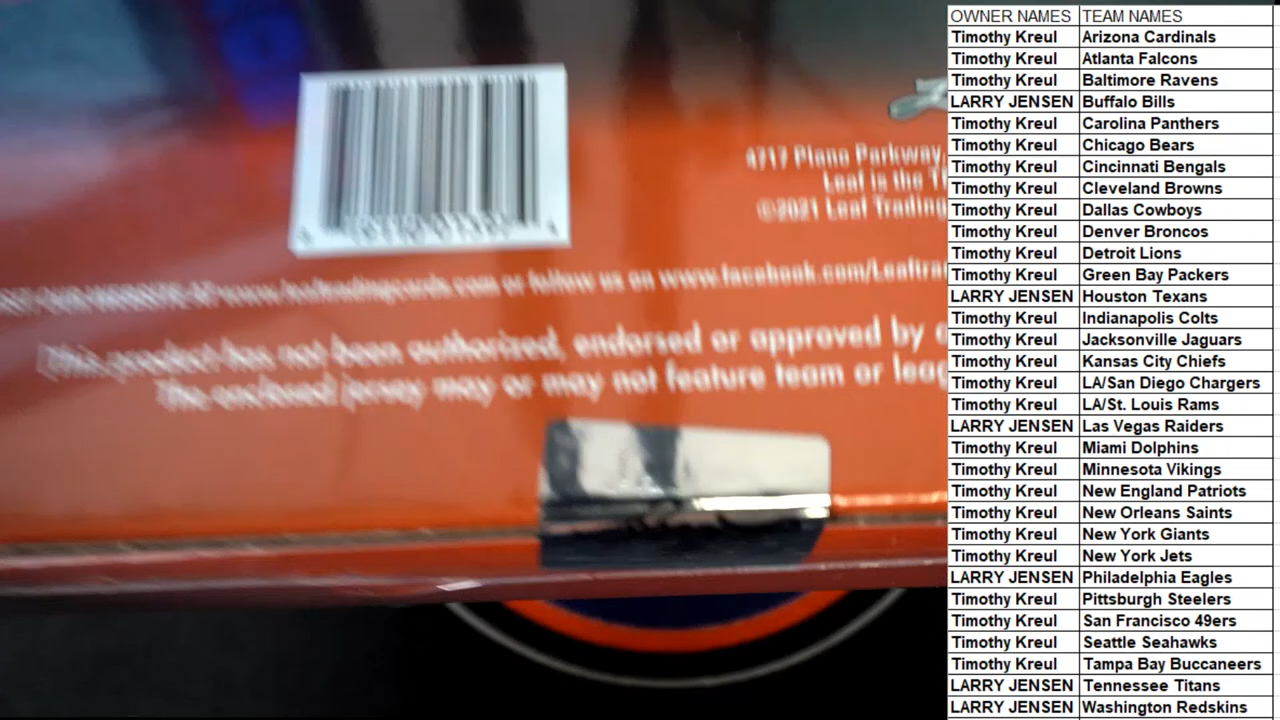 4717 Plano Parkway,
Leaf is the
©2021 Leaf Trading
or follow us on www.facebook.com/Leaftra
This product has not been authorized, endorsed or approved by
The enclosed jersey may or may not feature team or leag
OWNER NAMES TEAM NAMES
Timothy Kreul Arizona Cardinals
Timothy Kreul Atlanta Falcons
Timothy Kreul Baltimore Ravens
LARRY JENSEN Buffalo Bills
Timothy Kreul Carolina Panthers
Timothy Kreul Chicago Bears
Timothy Kreul Cincinnati Bengals
Timothy Kreul Cleveland Browns
Timothy Kreul Dallas Cowboys
Timothy Kreul Denver Broncos
Timothy Kreul Detroit Lions
Timothy Kreul Green Bay Packers
LARRY JENSEN Houston Texans
Timothy Kreul Indianapolis Colts
Timothy Kreul Jacksonville Jaguars
Timothy Kreul Kansas City Chiefs
Timothy Kreul LA/San Diego Chargers
Timothy Kreul LA/St. Louis Rams
LARRY JENSEN Las Vegas Raiders
Timothy Kreul Miami Dolphins
Timothy Kreul Minnesota Vikings
Timothy Kreul New England Patriots
Timothy Kreul New Orleans Saints
Timothy Kreul New York Giants
Timothy Kreul New York Jets
LARRY JENSEN Philadelphia Eagles
Timothy Kreul Pittsburgh Steelers
Timothy Kreul San Francisco 49ers
Timothy Kreul Seattle Seahawks
Timothy Kreul Tampa Bay Buccaneers
LARRY JENSEN Tennessee Titans
LARRY JENSEN Washington Redskins